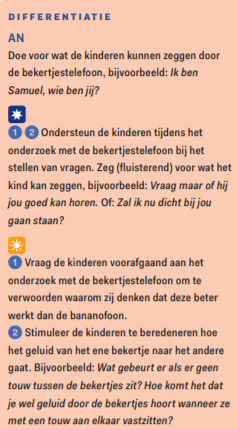 DIFFERENTIATIE
AN
Doe voor wat de kinderen kunnen zeggen door
de bekertjestelefoon, bijvoorbeeld: Ik ben
Samuel, wie ben jij?
1 2 Ondersteun de kinderen tijdens het
onderzoek met de bekertjestelefoon bij het
stellen van vragen. Zeg (fluisterend) voor wat het
kind kan zeggen, bijvoorbeeld: Vraag maar of hij
jou goed kan horen. Of: Zal ik nu dicht bij jou
gaan staan?
1 Vraag de kinderen voorafgaand aan het
onderzoek met de bekertjestelefoon om te
verwoorden waarom zij denken dat deze beter
werkt dan de bananofoon.
2 Stimuleer de kinderen te beredeneren hoe
het geluid van het ene bekertje naar het andere
gaat. Bijvoorbeeld: Wat gebeurt er als er geen
touw tussen de bekertjes zit? Hoe komt het dat
je wel geluid door de bekertjes hoort wanneer ze
met een touw aan elkaar vastzitten?